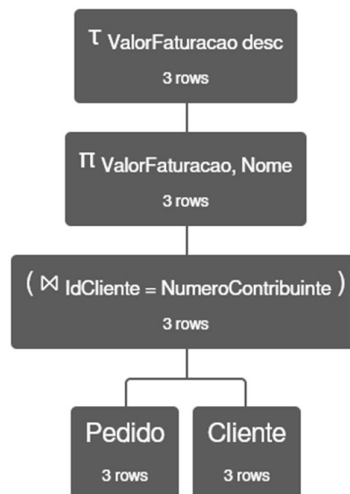 τ ValorFaturacao desc
3 rows
π ValorFaturacao, Nome
3 rows
( ⋈ IdCliente = NumeroContribuinte )
3 rows
Pedido
3 rows
Cliente
3 rows